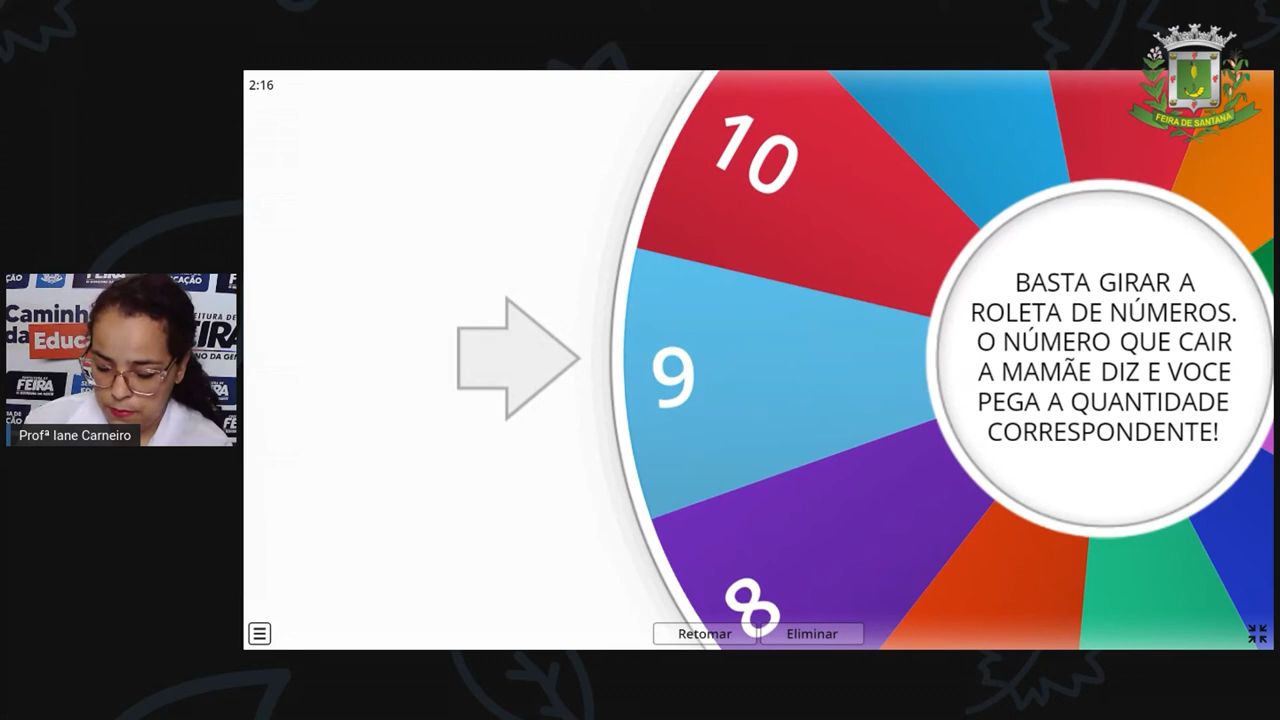 2:16
FEIRA DE SANTANA
10
9
8
BASTA GIRAR A
ROLETA DE NÚMEROS.
O NÚMERO QUE CAIR
A MAMÃE DIZ E VOCE
PEGA A QUANTIDADE
CORRESPONDENTE!
Caminh
da Educ
FEIRA
Profª Iane Carneiro
Retomar
Eliminar